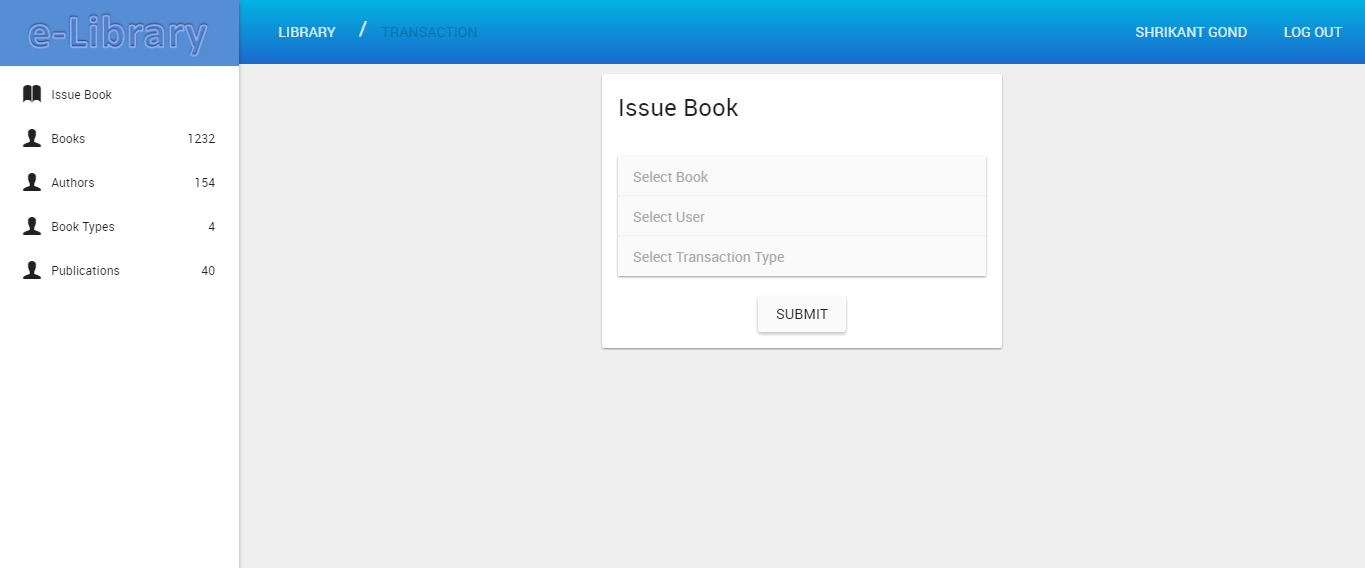 e-Library
LIBRARY / TRANSACTION
SHRIKANT GOND
LOG OUT
Issue Book
Books 1232
Authors 154
Book Types 4
Publications 40
Issue Book
Select Book
Select User
Select Transaction Type
SUBMIT